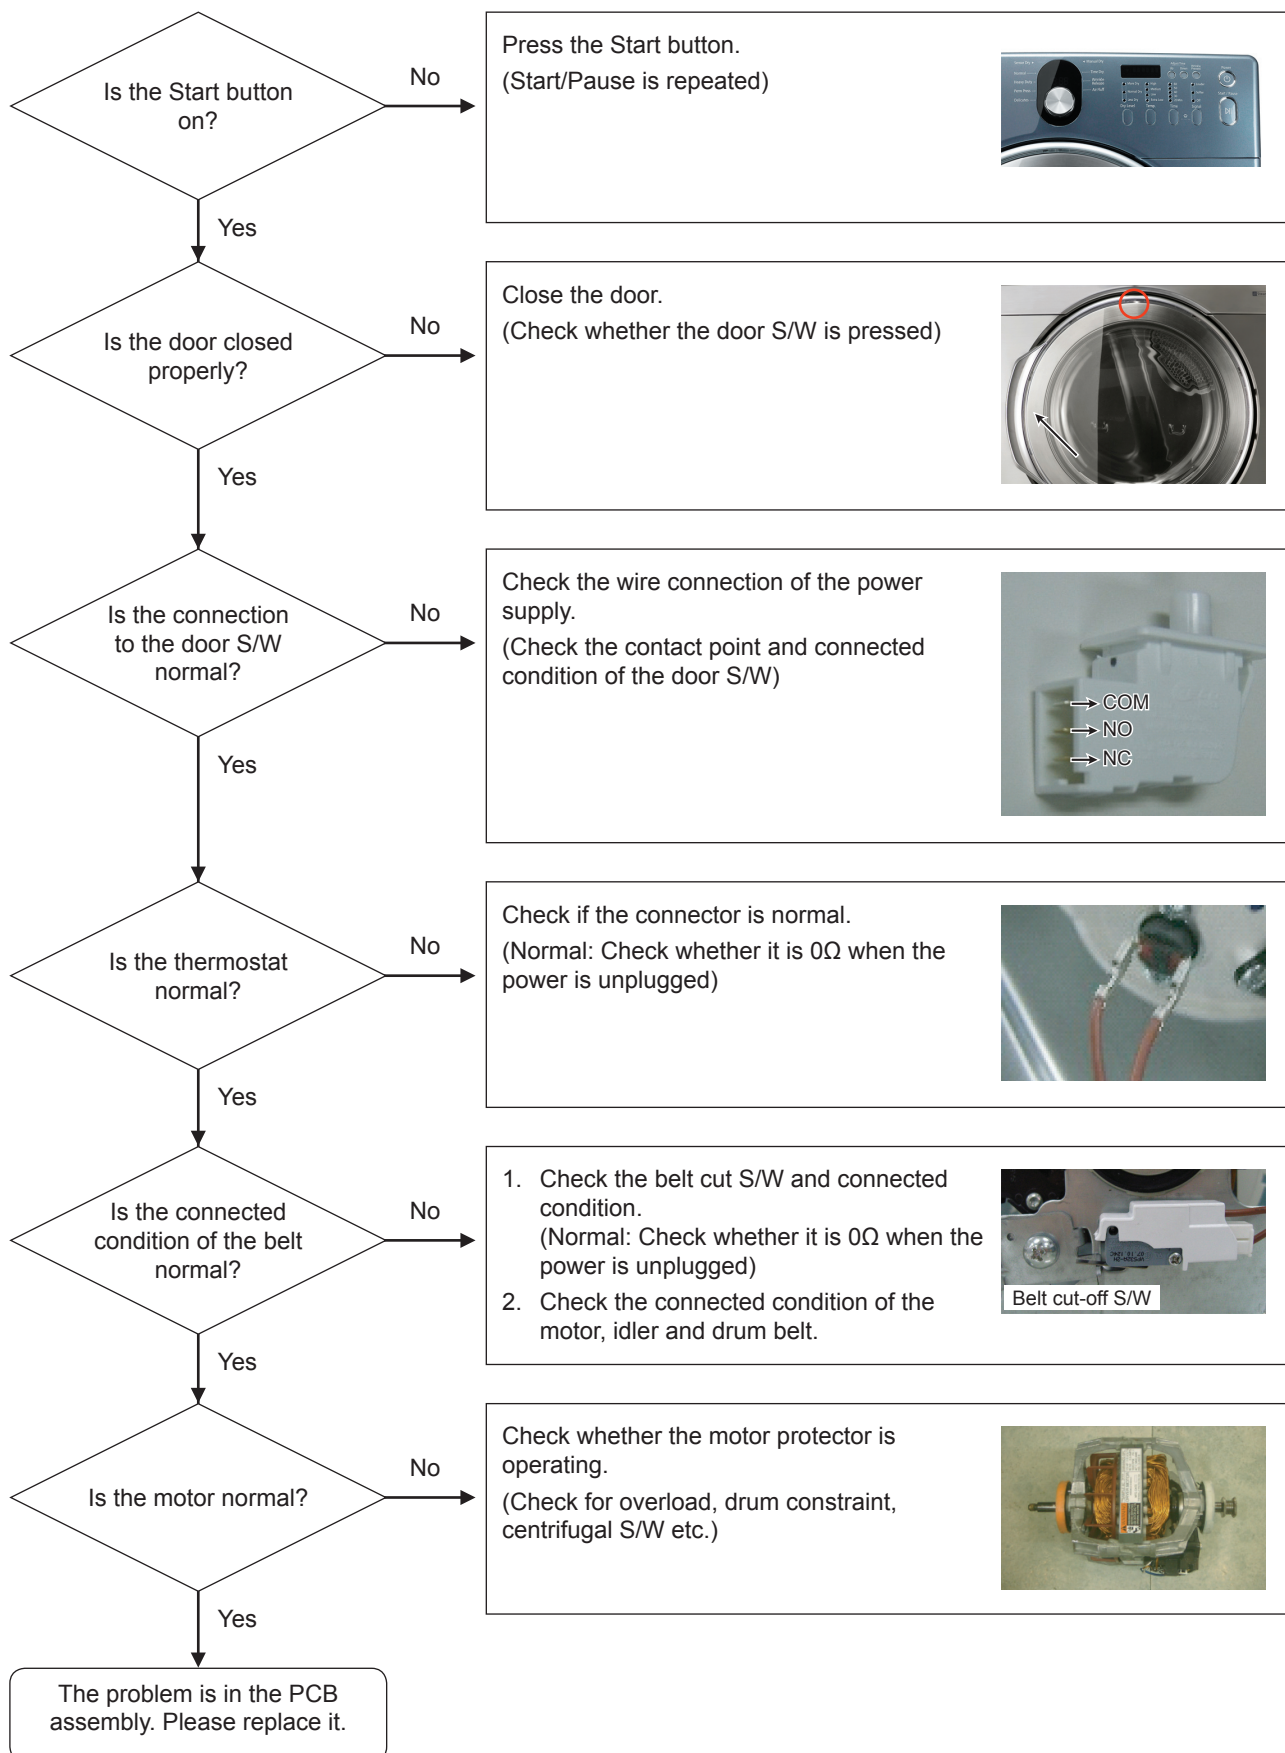 Is the Start button
on?
No
Press the Start button.
(Start/Pause is repeated)
Yes
Is the door closed
properly?
No
Close the door.
(Check whether the door S/W is pressed)
Yes
Is the connection
to the door S/W
normal?
No
Check the wire connection of the power
supply.
(Check the contact point and connected
condition of the door S/W)
COM
NO
NC
Yes
Is the thermostat
normal?
No
Check if the connector is normal.
(Normal: Check whether it is 0Ω when the
power is unplugged)
Yes
Is the connected
condition of the belt
normal?
No
1. Check the belt cut S/W and connected
condition.
(Normal: Check whether it is 0Ω when the
power is unplugged)
2. Check the connected condition of the
motor, idler and drum belt.
Belt cut-off S/W
Yes
Is the motor normal?
No
Check whether the motor protector is
operating.
(Check for overload, drum constraint,
centrifugal S/W etc.)
Yes
The problem is in the PCB
assembly. Please replace it.